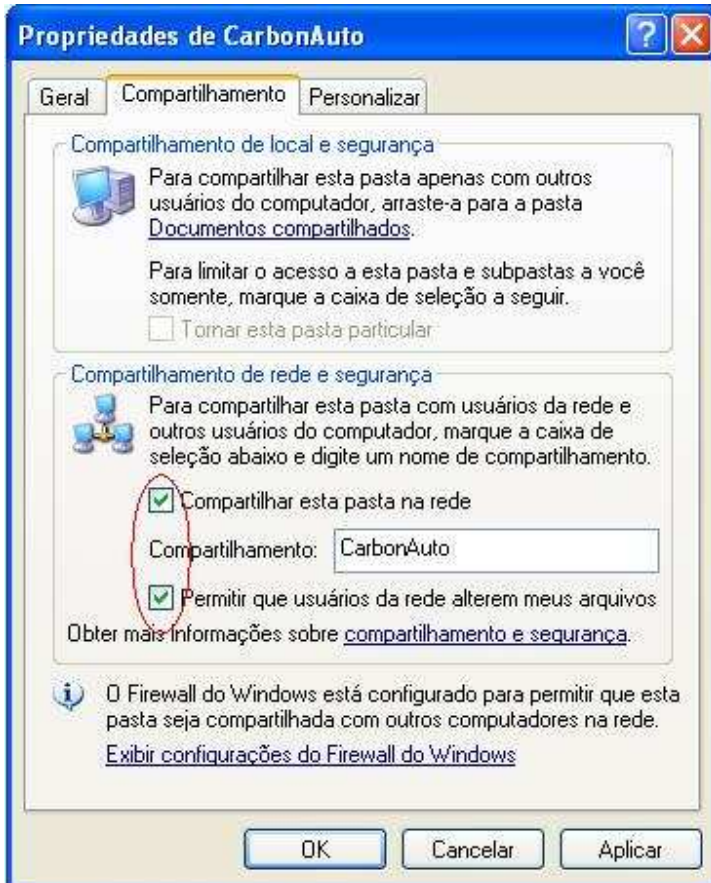 Propriedades de CarbonAuto
Geral Compartilhamento Personalizar
Compartilhamento de local e segurança
Para compartilhar esta pasta apenas com outros
usuários do computador, arraste-a para a pasta
Documentos compartilhados.
Para limitar o acesso a esta pasta e subpastas a você
somente, marque a caixa de seleção a seguir.
Tornar esta pasta particular
Compartilhamento de rede e segurança
Para compartilhar esta pasta com usuários da rede e
outros usuários do computador, marque a caixa de
seleção abaixo e digite um nome de compartilhamento.
Compartilhar esta pasta na rede
Compartilhamento: CarbonAuto
Permitir que usuários da rede alterem meus arquivos
Obter mais informações sobre compartilhamento e segurança.
O Firewall do Windows está configurado para permitir que esta
pasta seja compartilhada com outros computadores na rede.
Exibir configurações do Firewall do Windows
OK Cancelar Aplicar